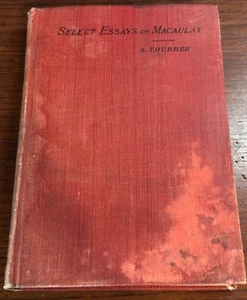 SELECT ESSAYS OF MACAULAY
S. THURBER